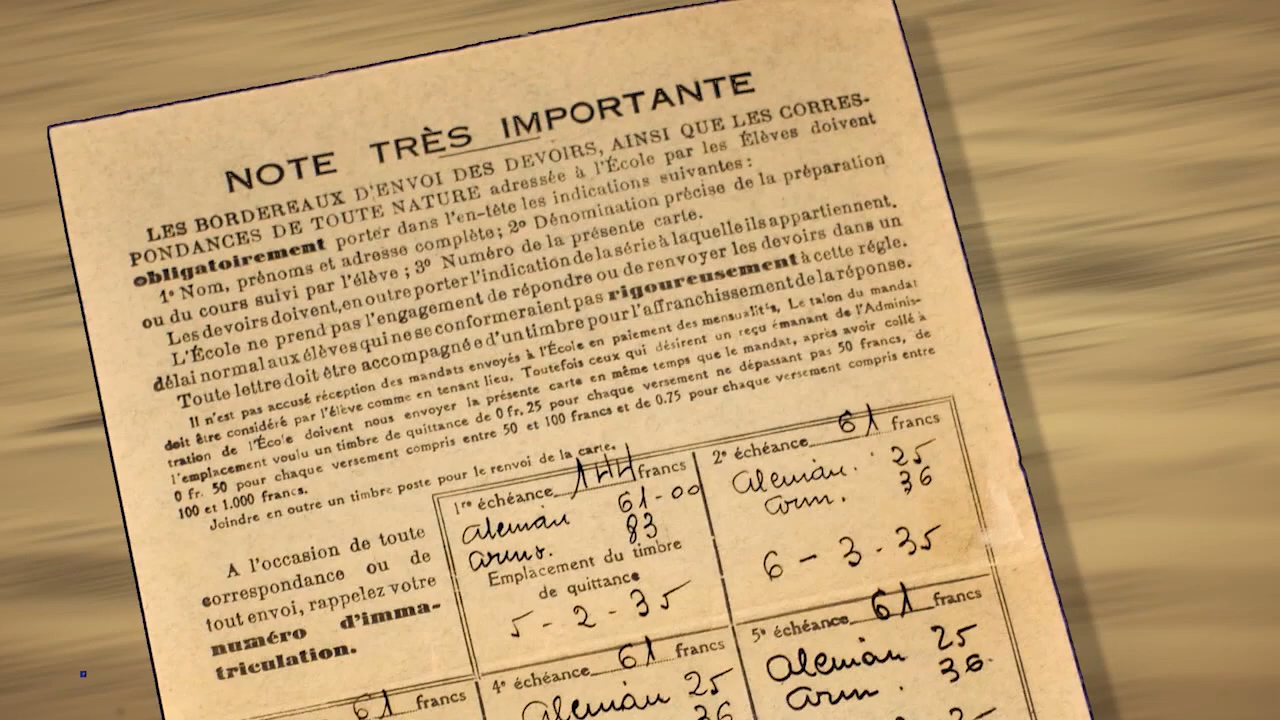 NOTE TRÈS IMPORTANTE
LES BORDEREAUX D'ENVOI DES DEVOIRS, AINSI QUE LES CORRES-
PONDANCES DE TOUTE NATURE adressée à l'École par les Élèves doivent
obligatoirement porter dans l'en-tête les indications suivantes :
1º Nom, prénoms et adresse complète ; 2º Dénomination précise de la préparation
ou du cours suivi par l'élève ; 3º Numéro de la présente carte.
Les devoirs doivent, en outre porter l'indication de la série à laquelle ils appartiennent.
L'École ne prend pas l'engagement de répondre ou de renvoyer les devoirs dans un
délai normal aux élèves qui ne se conformeraient pas rigoureusement à cette régle.
Toute lettre doit être accompagnée d'un timbre pour l'affranchissement de la réponse.
Il n'est pas accusé réception des mandats envoyés à l'École en paiement des mensualités, Le talon du mandat
doit être considéré par l'élève comme en tenant lieu. Toutefois ceux qui désirent un reçu émanant de l'Adminis-
tration de l'École doivent nous envoyer la présente carte en même temps que le mandat, après avoir collé à
l'emplacement voulu un timbre de quittance de 0 fr. 25 pour chaque versement ne dépassant pas 50 francs, de
0 fr. 50 pour chaque versement compris entre 50 et 100 francs et de 0.75 pour chaque versement compris entre
100 et 1.000 francs.
Joindre en outre un timbre poste pour le renvoi de la carte.
A l'occasion de toute
correspondance ou de
tout envoi, rappelez votre
numéro d'imma-
triculation.
1re échéance 144 francs
Alemán 61-00
Arms. 83
Emplacement du timbre
de quittance
5-2-35
2e échéance 61 francs
Alemán. 25
Arm. 36
6-3-35
61 francs
4e échéance 61 francs
Alemán 25
36
5e échéance 61 francs
Alemán 25
Arm. 36.